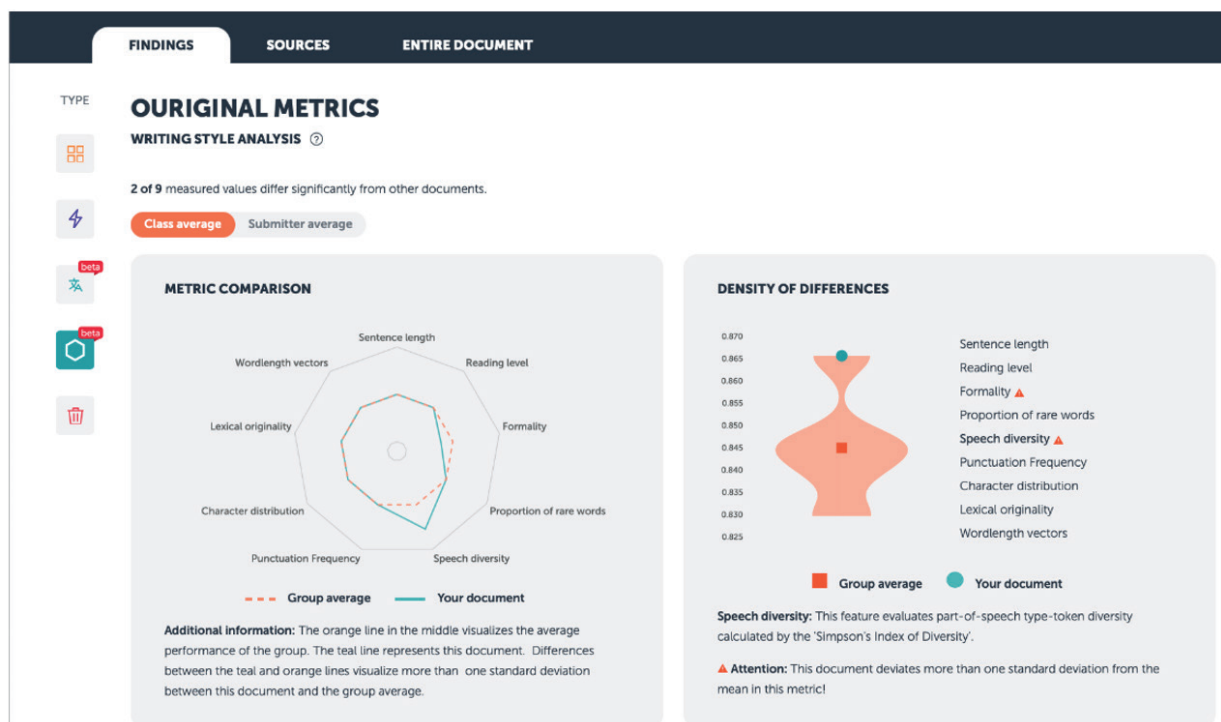 FINDINGS
SOURCES
ENTIRE DOCUMENT
TYPE
OURIGINAL METRICS
WRITING STYLE ANALYSIS ?
2 of 9 measured values differ significantly from other documents.
Class average
Submitter average
beta
beta
METRIC COMPARISON
Sentence length
Wordlength vectors
Reading level
Lexical originality
Formality
Character distribution
Proportion of rare words
Punctuation Frequency
Speech diversity
Group average
Your document
Additional information: The orange line in the middle visualizes the average
performance of the group. The teal line represents this document. Differences
between the teal and orange lines visualize more than one standard deviation
between this document and the group average.
DENSITY OF DIFFERENCES
0.870
0.865
0.860
0.855
0.850
0.845
0.840
0.835
0.830
0.825
Sentence length
Reading level
Formality
Proportion of rare words
Speech diversity
Punctuation Frequency
Character distribution
Lexical originality
Wordlength vectors
Group average
Your document
Speech diversity: This feature evaluates part-of-speech type-token diversity
calculated by the 'Simpson's Index of Diversity'.
Attention: This document deviates more than one standard deviation from the
mean in this metric!